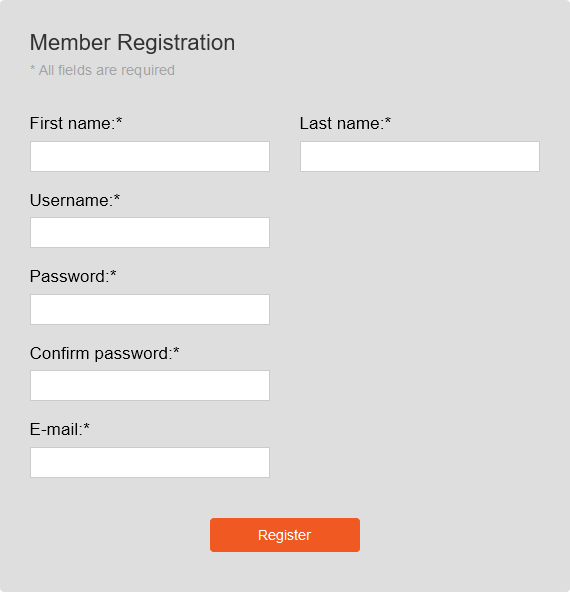 Member Registration
* All fields are required
First name:* Last name:*
Username:*
Password:*
Confirm password:*
E-mail:*
Register